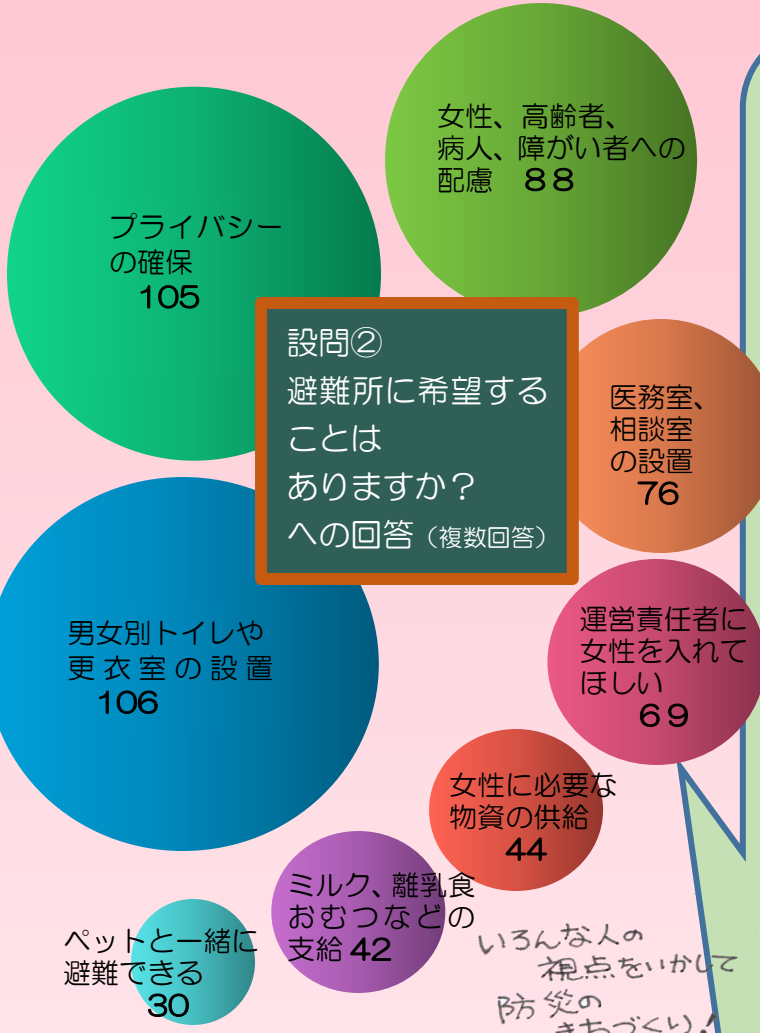 女性、高齢者、
病人、障がい者への
配慮 88
プライバシー
の確保
105
設問②
避難所に希望する
ことは
ありますか？
への回答（複数回答）
医務室、
相談室
の設置
76
男女別トイレや
更衣室の設置
106
運営責任者に
女性を入れて
ほしい
69
女性に必要な
物資の供給
44
ミルク、離乳食
おむつなどの
支給 42
ペットと一緒に
避難できる
30
いろんな人の
視点をいかして
防災の
まちづくり！